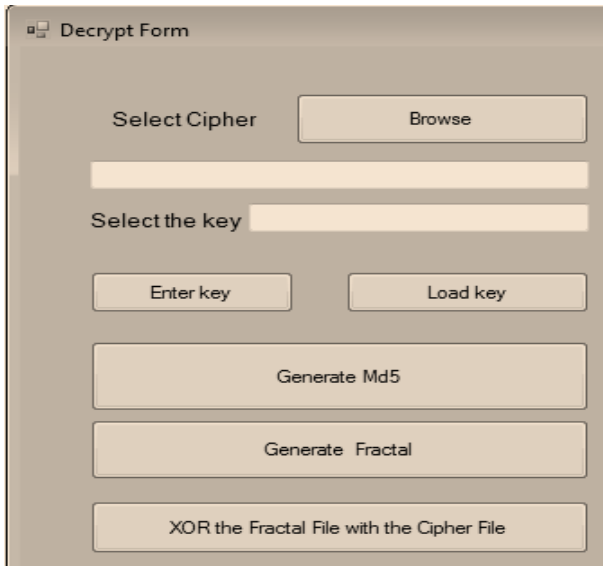 Decrypt Form
Select Cipher Browse
Select the key
Enter key Load key
Generate Md5
Generate Fractal
XOR the Fractal File with the Cipher File